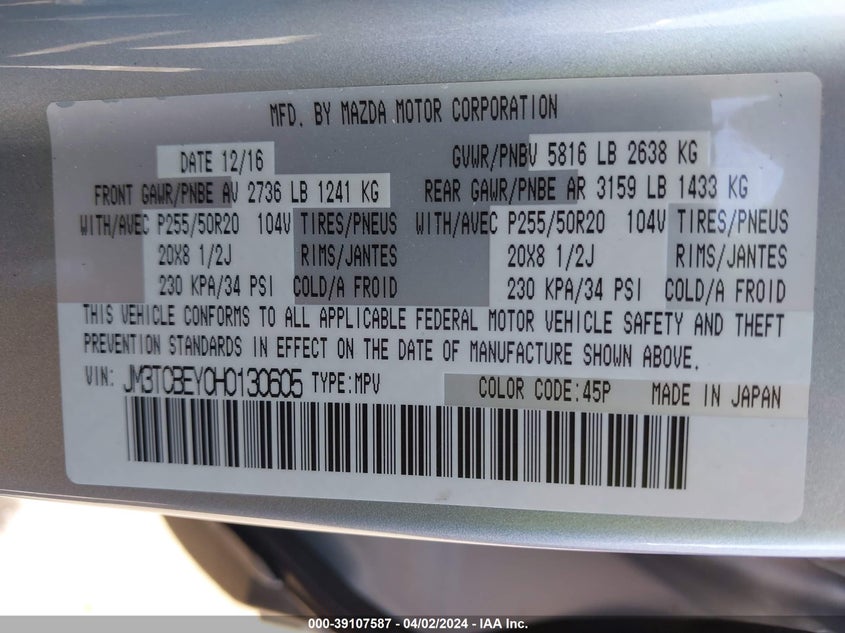 MFD. BY MAZDA MOTOR CORPORATION
DATE 12/16 GVWR/PNBV 5816 LB 2638 KG
FRONT GAWR/PNBE AV 2736 LB 1241 KG REAR GAWR/PNBE AR 3159 LB 1433 KG
WITH/AVEC P255/50R20 104V TIRES/PNEUS WITH/AVEC P255/50R20 104V TIRES/PNEUS
20X8 1/2J RIMS/JANTES 20X8 1/2J RIMS/JANTES
230 KPA/34 PSI COLD/A FROID 230 KPA/34 PSI COLD/A FROID
THIS VEHICLE CONFORMS TO ALL APPLICABLE FEDERAL MOTOR VEHICLE SAFETY AND THEFT
PREVENTION STANDARDS IN EFFECT ON THE DATE OF MANUFACTURE SHOWN ABOVE.
VIN: JM3TCBEY0H0130605 TYPE:MPV COLOR CODE:45P MADE IN JAPAN
000-39107587 - 04/02/2024 - IAA Inc.